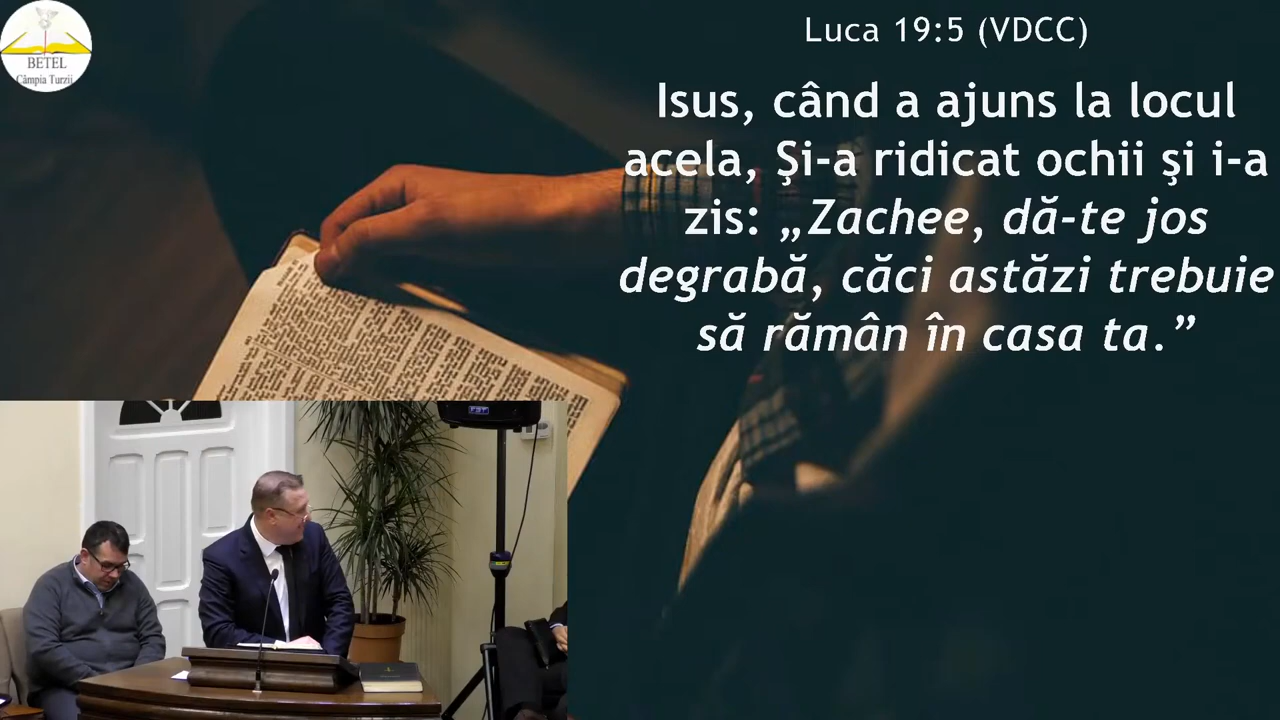 BETEL
Câmpia Turzii
Luca 19:5 (VDCC)
Isus, când a ajuns la locul
acela, Şi-a ridicat ochii şi i-a
zis: „Zachee, dă-te jos
degrabă, căci astăzi trebuie
să rămân în casa ta.”